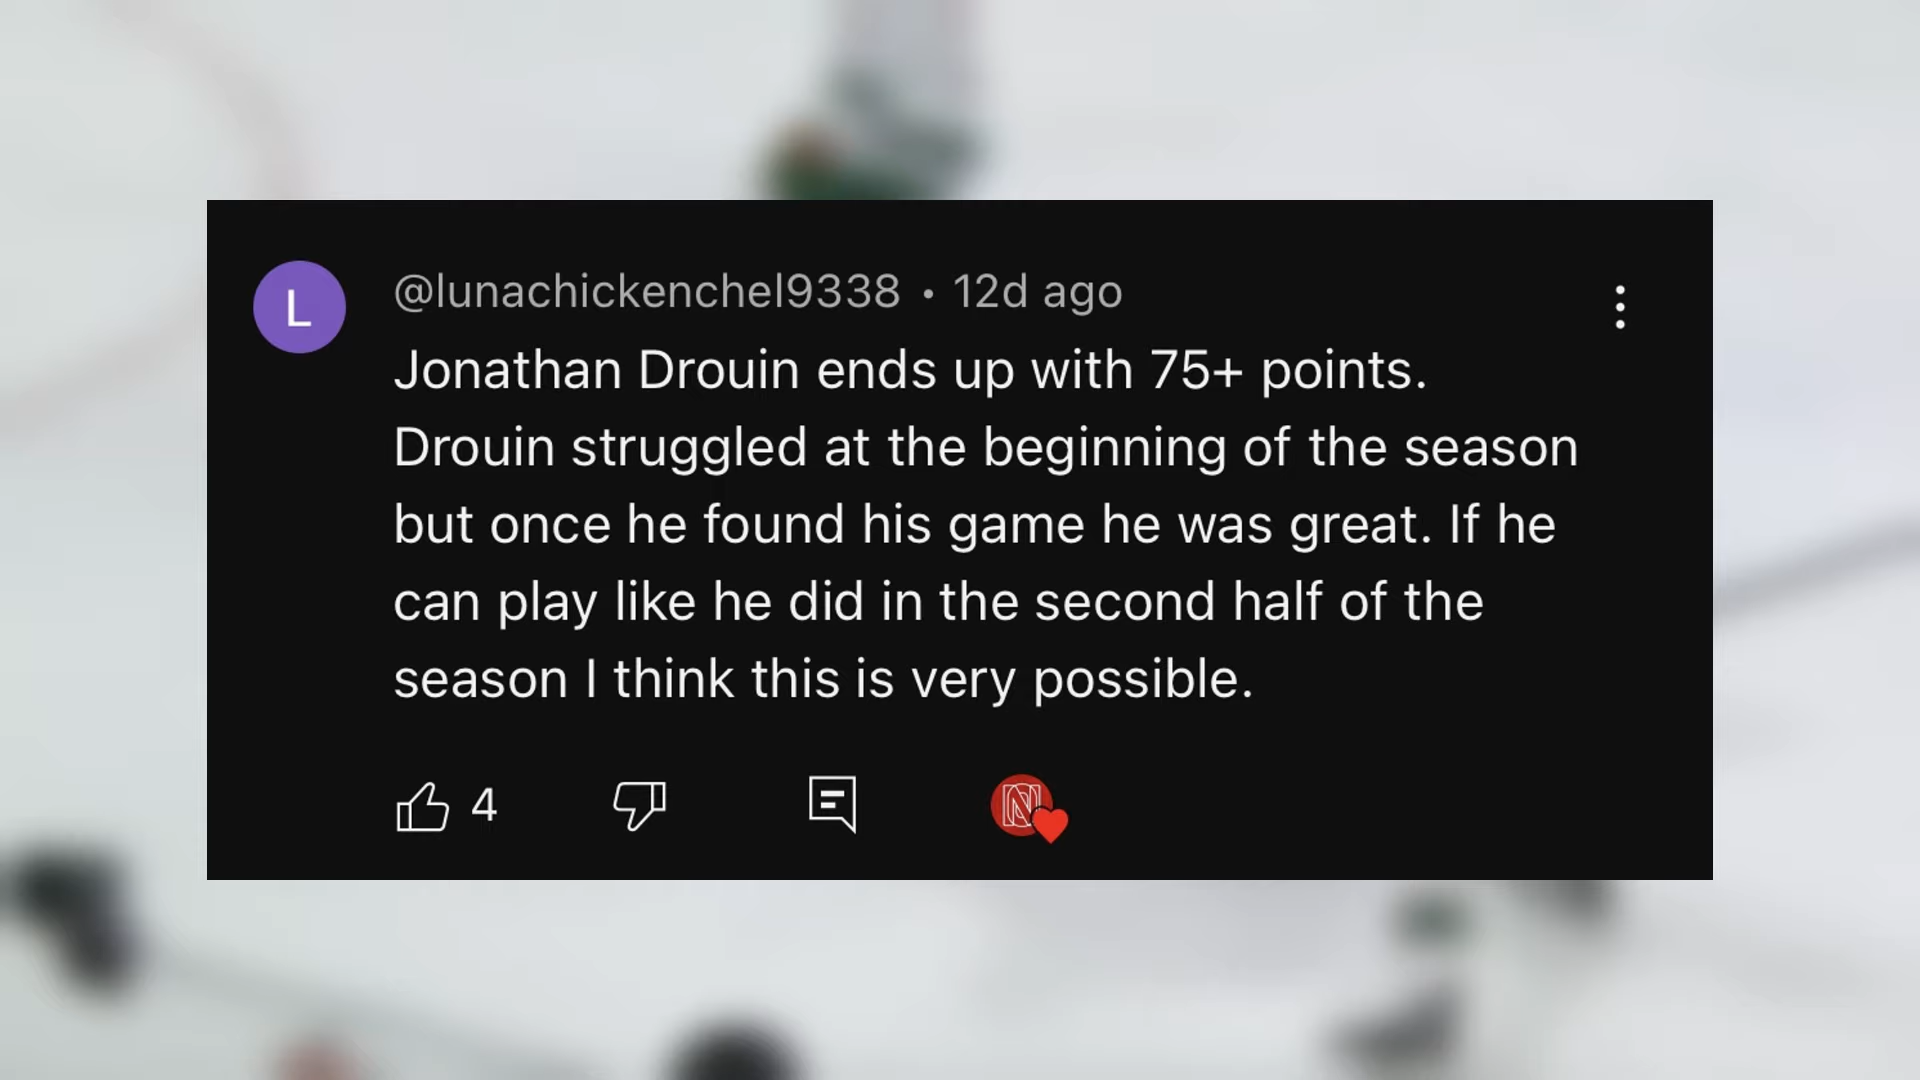 L
@lunachickenchel9338 • 12d ago
Jonathan Drouin ends up with 75+ points.
Drouin struggled at the beginning of the season
but once he found his game he was great. If he
can play like he did in the second half of the
season I think this is very possible.
4
N